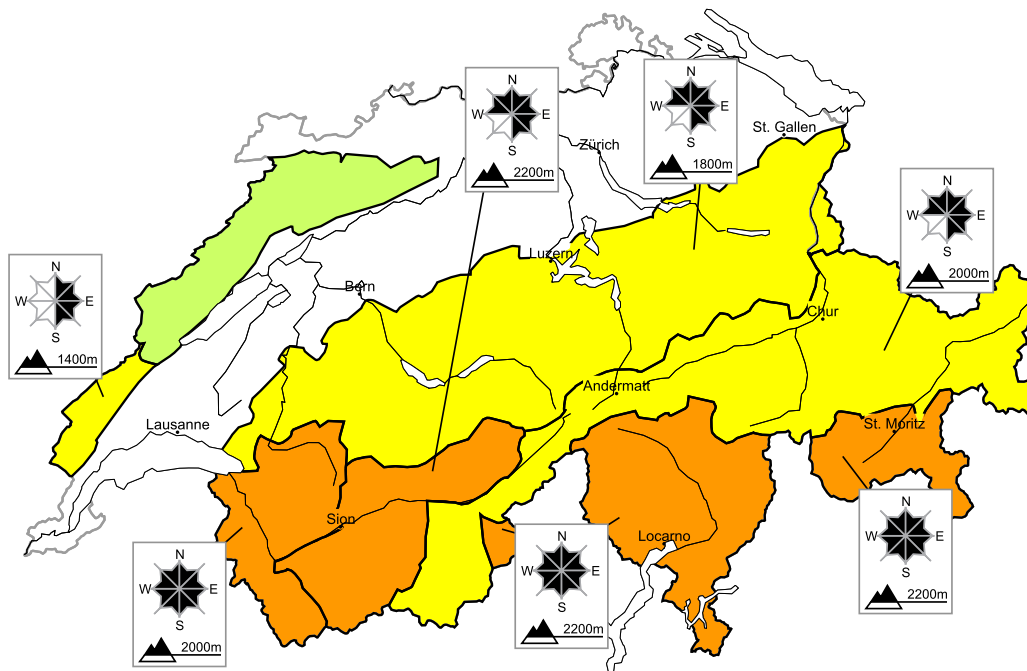 N
W E
S
1800m
N
W E
S
2200m
St. Gallen
Zürich
N
W E
S
2000m
Luzern
N
W E
S
1400m
Bern
Chur
Andermatt
Lausanne
St. Moritz
Sion
Locarno
N
W E
S
2200m
N
W E
S
2200m
N
W E
S
2000m